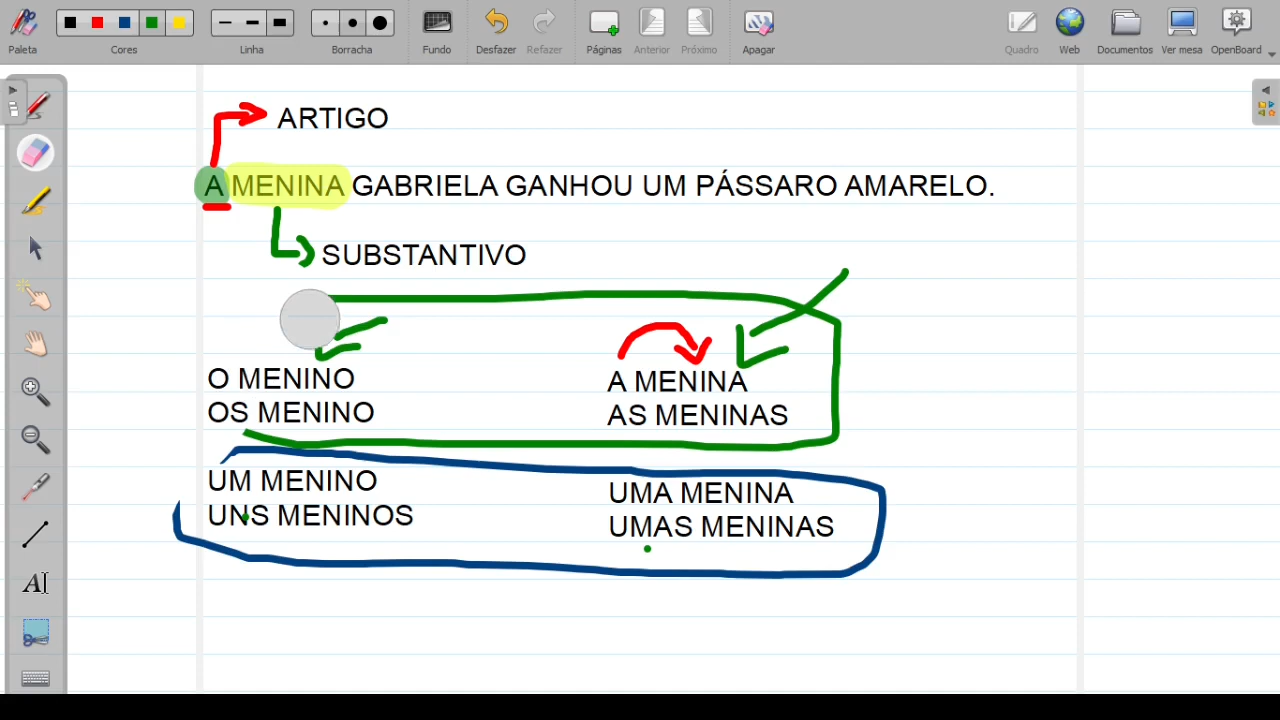 Paleta Cores Linha Borracha Fundo Desfazer Refazer Páginas Anterior Próximo Apagar Quadro Web Documentos Ver mesa OpenBoard
ARTIGO
A MENINA GABRIELA GANHOU UM PÁSSARO AMARELO.
SUBSTANTIVO
O MENINO
OS MENINO
A MENINA
AS MENINAS
UM MENINO
UNS MENINOS
UMA MENINA
UMAS MENINAS